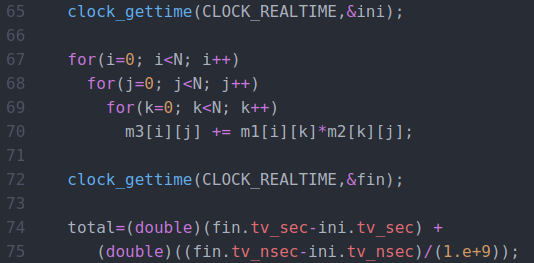 65 clock_gettime(CLOCK_REALTIME,&ini);
66
67 for(i=0; i<N; i++)
68 for(j=0; j<N; j++)
69 for(k=0; k<N; k++)
70 m3[i][j] += m1[i][k]*m2[k][j];
71
72 clock_gettime(CLOCK_REALTIME,&fin);
73
74 total=(double)(fin.tv_sec-ini.tv_sec) +
75 (double)((fin.tv_nsec-ini.tv_nsec)/(1.e+9));